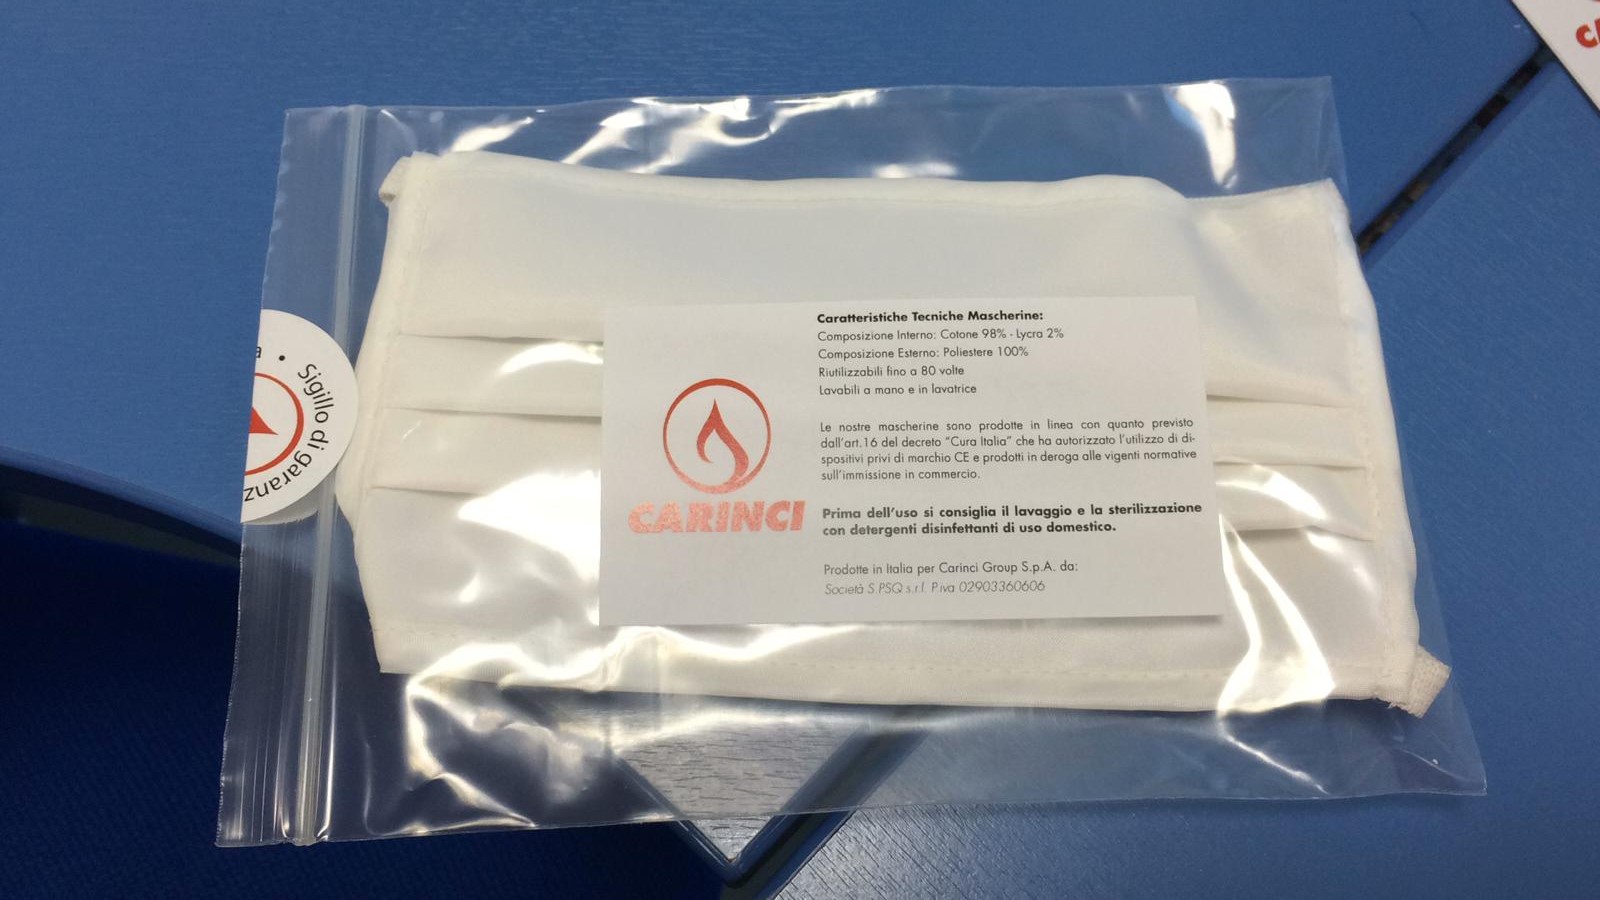 Caratteristiche Tecniche Mascherine:
Composizione Interno: Cotone 98% - Lycra 2%
Composizione Esterno: Poliestere 100%
Riutilizzabili fino a 80 volte
Lavabili a mano e in lavatrice
Le nostre mascherine sono prodotte in linea con quanto previsto
dall'art.16 del decreto "Cura Italia" che ha autorizzato l'utilizzo di di-
spositivi privi di marchio CE e prodotti in deroga alle vigenti normative
sull'immissione in commercio.
Prima dell'uso si consiglia il lavaggio e la sterilizzazione
con detergenti disinfettanti di uso domestico.
Prodotte in Italia per Carinci Group S.p.A. da:
Società S.PSQ s.r.l. P.iva 02903360606
CARINCI
Sigillo di garanz